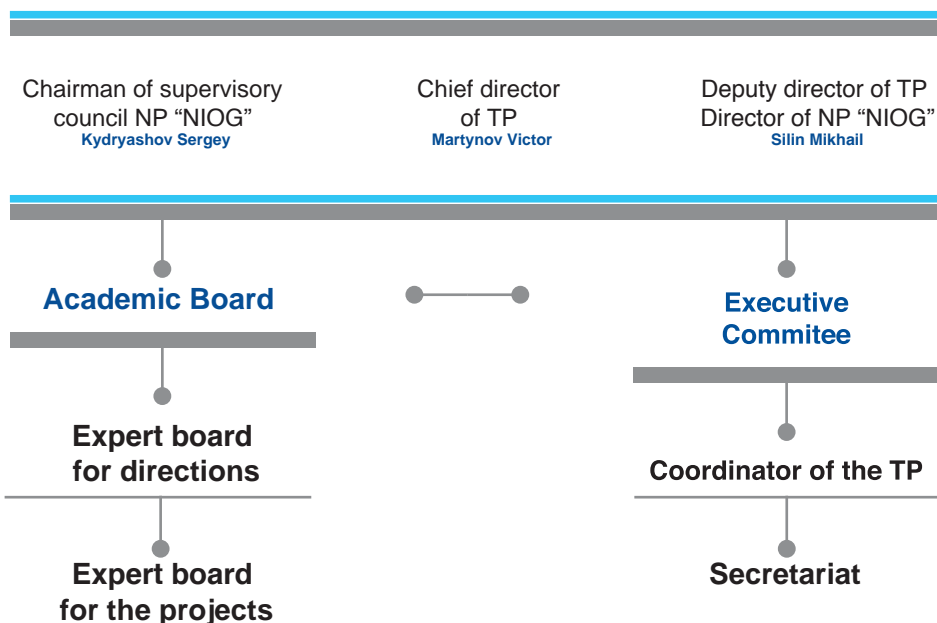 Chairman of supervisory
council NP “NIOG”
Kydryashov Sergey
Chief director
of TP
Martynov Victor
Deputy director of TP
Director of NP “NIOG”
Silin Mikhail
Academic Board
Executive
Commitee
Expert board
for directions
Coordinator of the TP
Expert board
for the projects
Secretariat